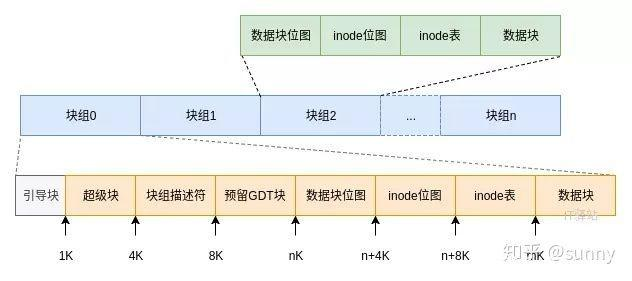 数据块位图 inode位图 inode表 数据块
块组0 块组1 块组2 ... 块组n
引导块 超级块 块组描述符 预留GDT块 数据块位图 inode位图 inode表 数据块
IT驿站
1K 4K 8K nK n+4K n+8K
知乎 @sunny